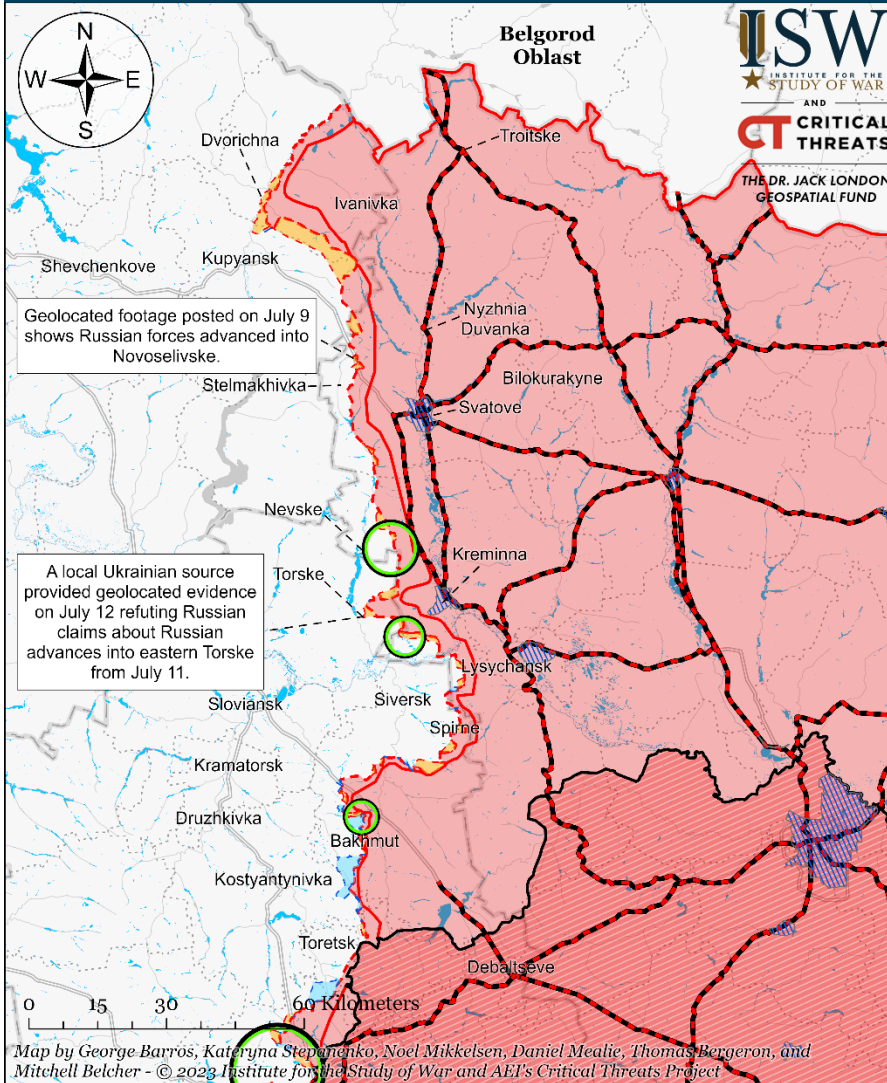 N
W E
S
Belgorod
Oblast
ISW
INSTITUTE FOR THE
STUDY OF WAR
AND
CT CRITICAL
THREATS
THE DR. JACK LONDON
GEOSPATIAL FUND
Dvorichna
Troitske
Ivanivka
Shevchenkove
Kupyansk
Geolocated footage posted on July 9
shows Russian forces advanced into
Novoselivske.
Nyzhnia
Duvanka
Stelmakhivka
Bilokurakyne
Svatove
Nevske
Kreminna
A local Ukrainian source
provided geolocated evidence
on July 12 refuting Russian
claims about Russian
advances into eastern Torske
from July 11.
Torske
Lysychansk
Siversk
Sloviansk
Spirne
Kramatorsk
Druzhkivka
Bakhmut
Kostyantynivka
Toretsk
Debaltseve
0 15 30 60 Kilometers
Map by George Barros, Kateryna Stepanenko, Noel Mikkelsen, Daniel Mealie, Thomas Bergeron, and
Mitchell Belcher - © 2023 Institute for the Study of War and AEI's Critical Threats Project